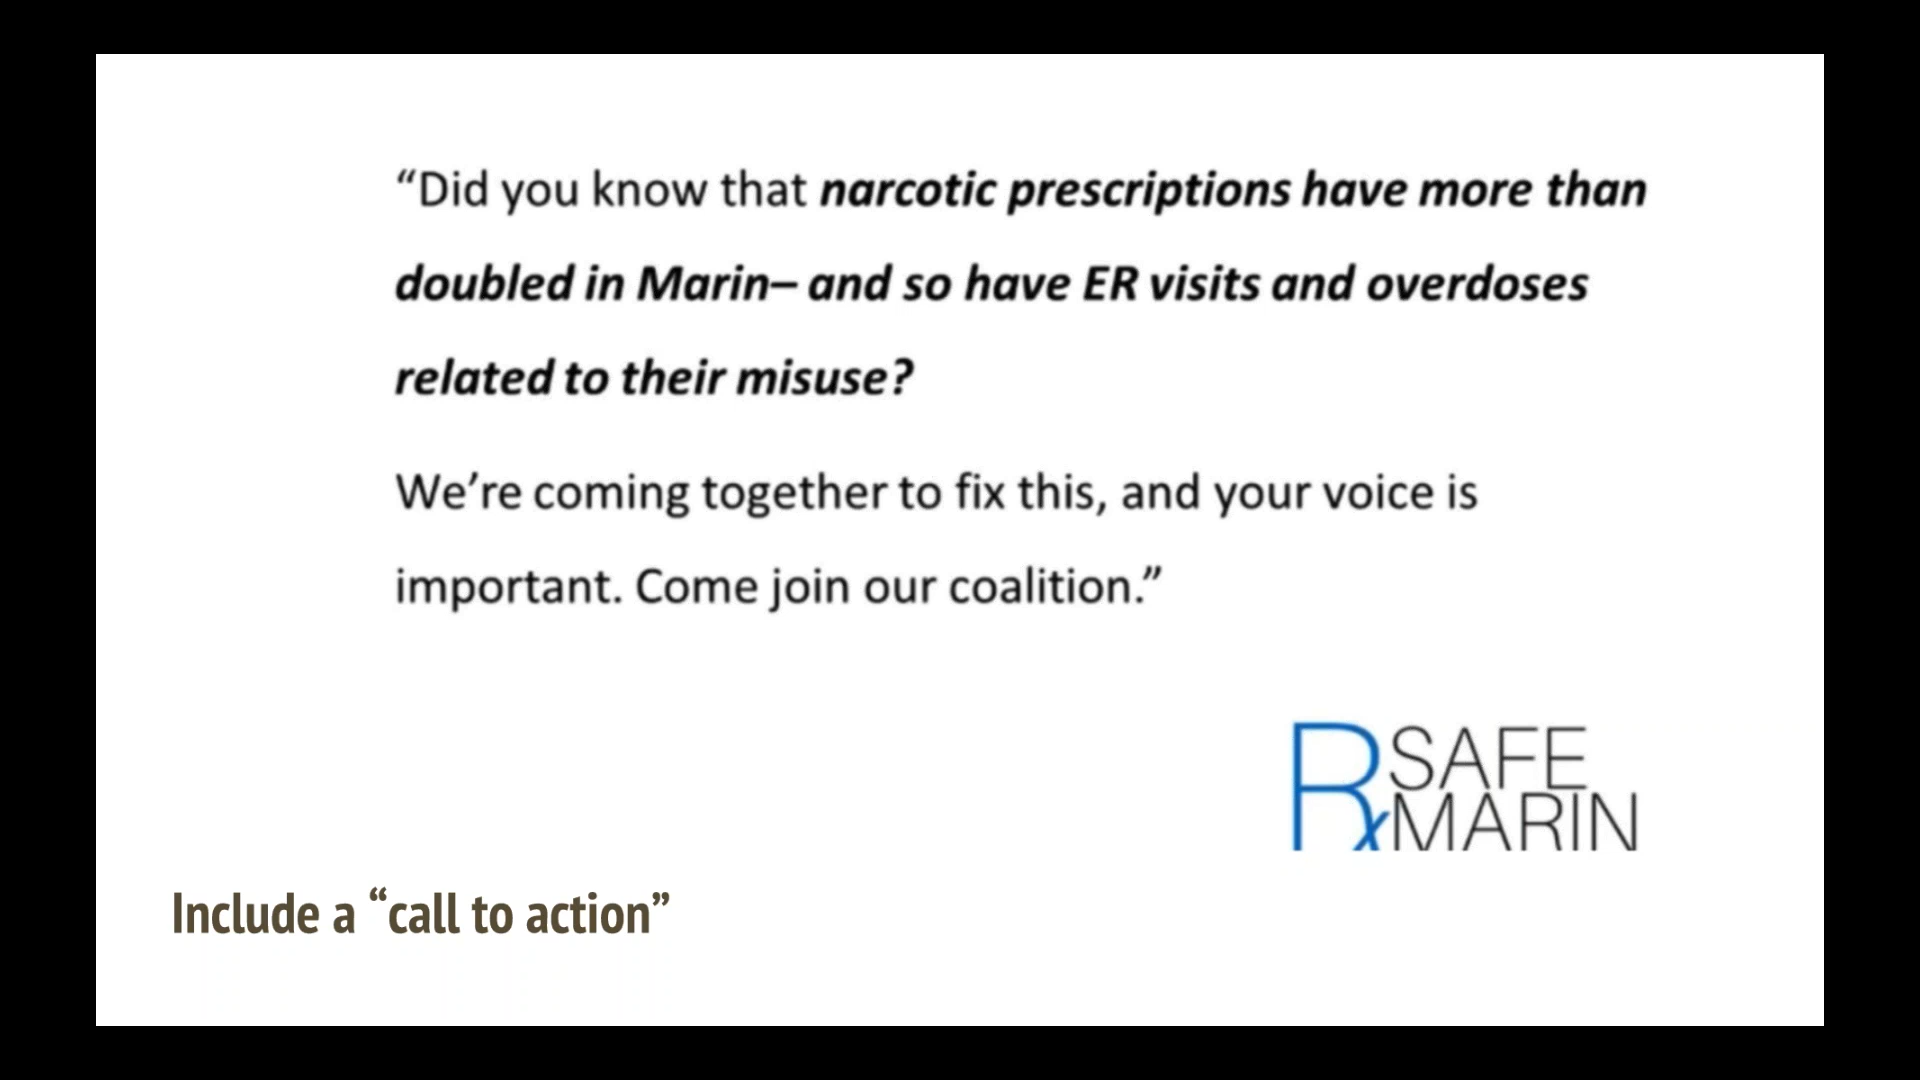 “Did you know that narcotic prescriptions have more than
doubled in Marin– and so have ER visits and overdoses
related to their misuse?
We’re coming together to fix this, and your voice is
important. Come join our coalition.”
Rx SAFE
MARIN
Include a “call to action”